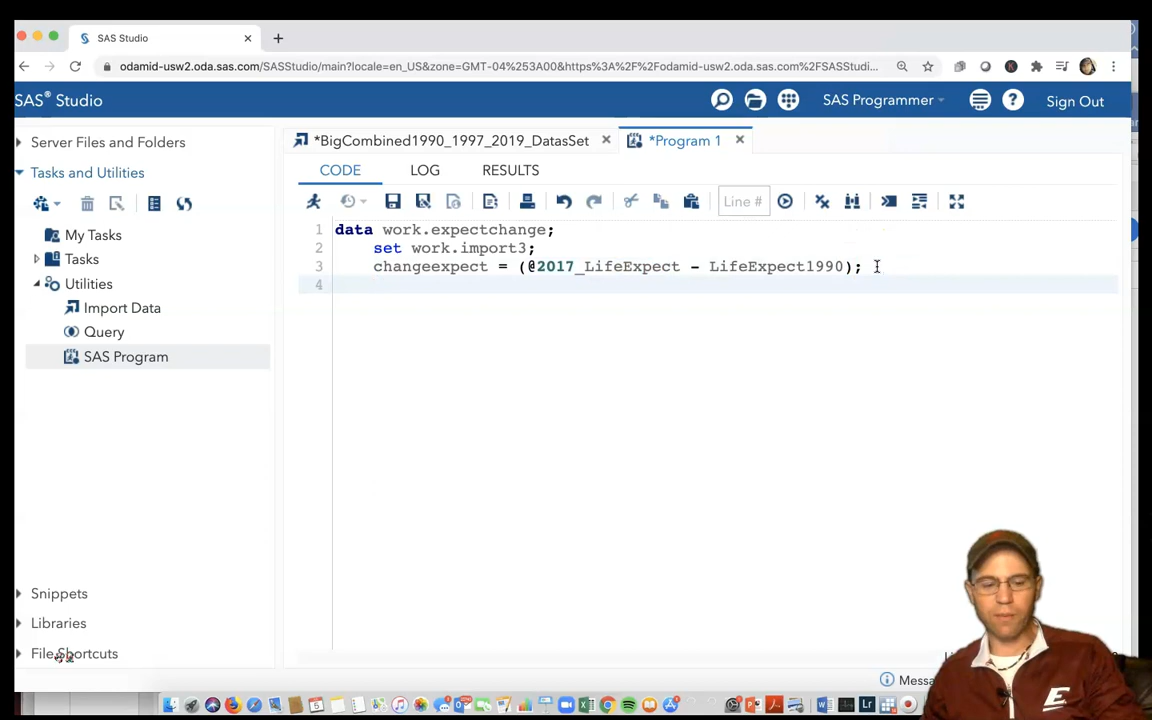 SAS Studio
odamid-usw2.oda.sas.com/SASStudio/main?locale=en_US&zone=GMT-04%253A00&https%3A%2F%2Fodamid-usw2.oda.sas.com%2FSASStudi...
SAS® Studio
SAS Programmer
Sign Out
Server Files and Folders
*BigCombined1990_1997_2019_DatasSet
*Program 1
Tasks and Utilities
CODE LOG RESULTS
Line #
1 data work.expectchange;
2 set work.import3;
3 changeexpect = (@2017_LifeExpect - LifeExpect1990);
4
My Tasks
Tasks
Utilities
Import Data
Query
SAS Program
Snippets
Libraries
File Shortcuts
Messa
E